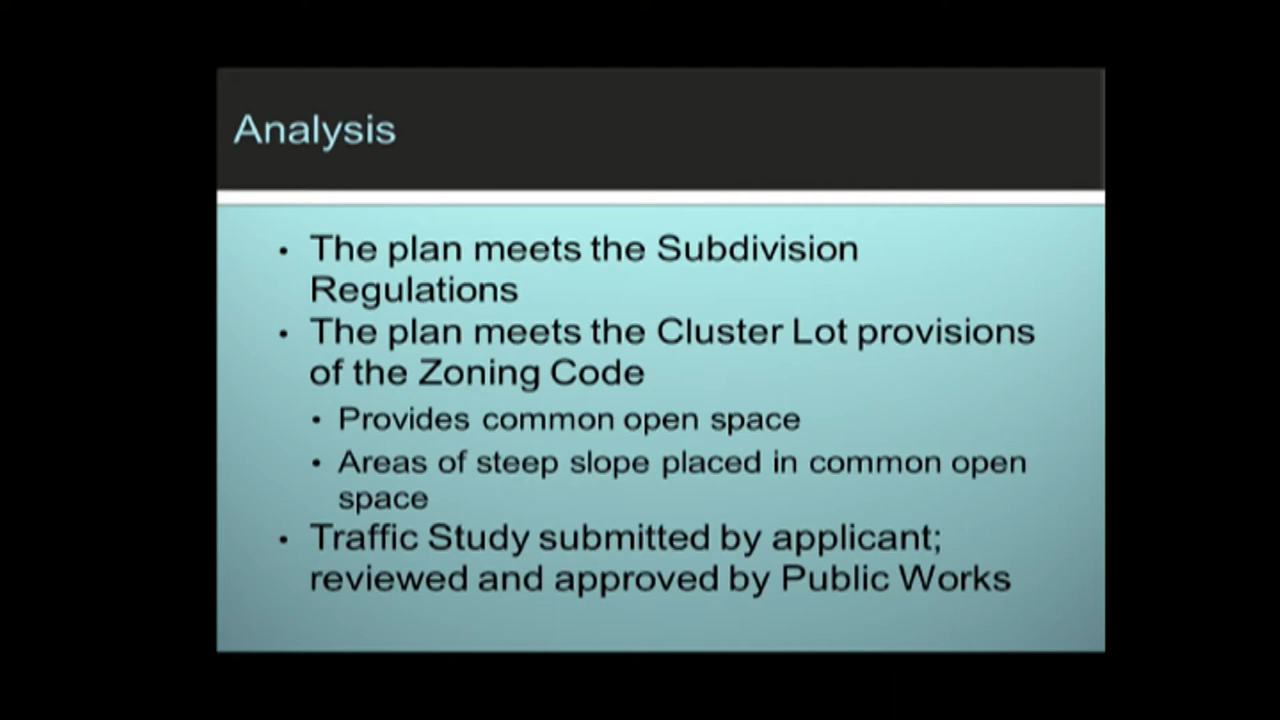 Analysis
• The plan meets the Subdivision
Regulations
• The plan meets the Cluster Lot provisions
of the Zoning Code
• Provides common open space
• Areas of steep slope placed in common open
space
• Traffic Study submitted by applicant;
reviewed and approved by Public Works